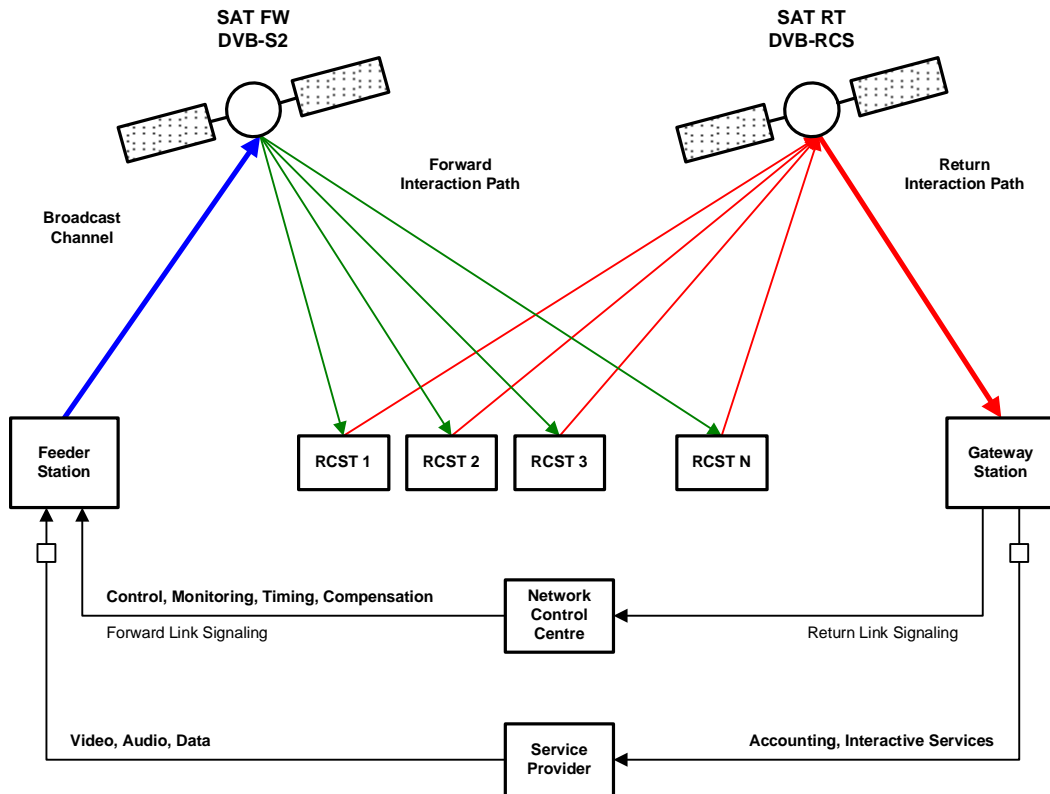 SAT FW
DVB-S2
SAT RT
DVB-RCS
Forward
Interaction Path
Return
Interaction Path
Broadcast
Channel
Feeder
Station
RCST 1
RCST 2
RCST 3
RCST N
Gateway
Station
Control, Monitoring, Timing, Compensation
Forward Link Signaling
Network
Control
Centre
Return Link Signaling
Video, Audio, Data
Service
Provider
Accounting, Interactive Services